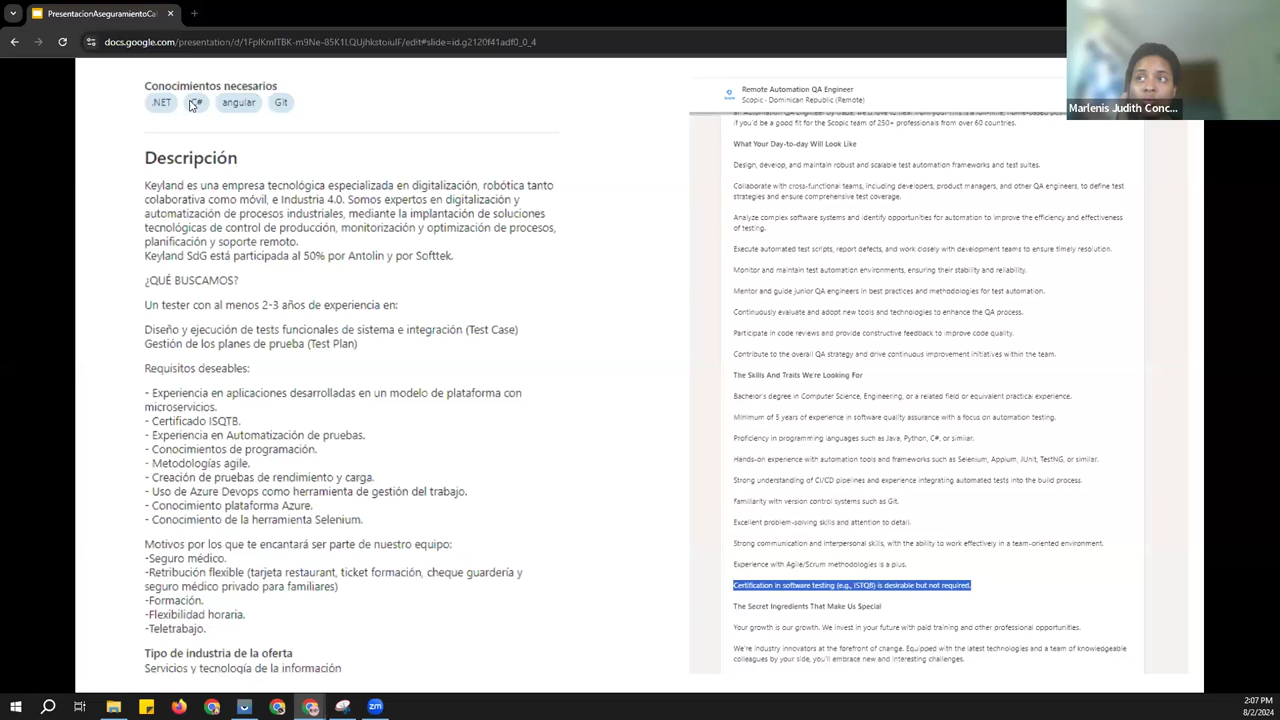 PresentacionAseguramientoCal
docs.google.com/presentation/d/1FpIKmITBK-m9Ne-85K1LQUjhkstoiuIF/edit#slide=id.g2120f41adf0_0_4
Marlenis Judith Conc...
Conocimientos necesarios
.NET C# angular Git
Descripción
Keyland es una empresa tecnológica especializada en digitalización, robótica tanto
colaborativa como móvil, e Industria 4.0. Somos expertos en digitalización y
automatización de procesos industriales, mediante la implantación de soluciones
tecnológicas de control de producción, monitorización y optimización de procesos,
planificación y soporte remoto.
Keyland SdG está participada al 50% por Antolin y por Softtek.
¿QUÉ BUSCAMOS?
Un tester con al menos 2-3 años de experiencia en:
Diseño y ejecución de tests funcionales de sistema e integración (Test Case)
Gestión de los planes de prueba (Test Plan)
Requisitos deseables:
- Experiencia en aplicaciones desarrolladas en un modelo de plataforma con
microservicios.
- Certificado ISQTB.
- Experiencia en Automatización de pruebas.
- Conocimientos de programación.
- Metodologías agile.
- Creación de pruebas de rendimiento y carga.
- Uso de Azure Devops como herramienta de gestión del trabajo.
- Conocimiento plataforma Azure.
- Conocimiento de la herramienta Selenium.
Motivos por los que te encantará ser parte de nuestro equipo:
-Seguro médico.
-Retribución flexible (tarjeta restaurant, ticket formación, cheque guardería y
seguro médico privado para familiares)
-Formación.
-Flexibilidad horaria.
-Teletrabajo.
Tipo de industria de la oferta
Servicios y tecnología de la información
Remote Automation QA Engineer
Scopic - Dominican Republic (Remote)
if you'd be a good fit for the Scopic team of 250+ professionals from over 60 countries.
What Your Day-to-day Will Look Like
Design, develop, and maintain robust and scalable test automation frameworks and test suites.
Collaborate with cross-functional teams, including developers, product managers, and other QA engineers, to define test
strategies and ensure comprehensive test coverage.
Analyze complex software systems and identify opportunities for automation to improve the efficiency and effectiveness
of testing.
Execute automated test scripts, report defects, and work closely with development teams to ensure timely resolution.
Monitor and maintain test automation environments, ensuring their stability and reliability.
Mentor and guide junior QA engineers in best practices and methodologies for test automation.
Continuously evaluate and adopt new tools and technologies to enhance the QA process.
Participate in code reviews and provide constructive feedback to improve code quality.
Contribute to the overall QA strategy and drive continuous improvement initiatives within the team.
The Skills And Traits We're Looking For
Bachelor's degree in Computer Science, Engineering, or a related field or equivalent practical experience.
Minimum of 5 years of experience in software quality assurance with a focus on automation testing.
Proficiency in programming languages such as Java, Python, C#, or similar.
Hands-on experience with automation tools and frameworks such as Selenium, Appium, JUnit, TestNG, or similar.
Strong understanding of CI/CD pipelines and experience integrating automated tests into the build process.
Familiarity with version control systems such as Git.
Excellent problem-solving skills and attention to detail.
Strong communication and interpersonal skills, with the ability to work effectively in a team-oriented environment.
Experience with Agile/Scrum methodologies is a plus.
Certification in software testing (e.g., ISTQB) is desirable but not required.
The Secret Ingredients That Make Us Special
Your growth is our growth. We invest in your future with paid training and other professional opportunities.
We're industry innovators at the forefront of change. Equipped with the latest technologies and a team of knowledgeable
colleagues by your side, you'll embrace new and interesting challenges.
2:07 PM
8/2/2024